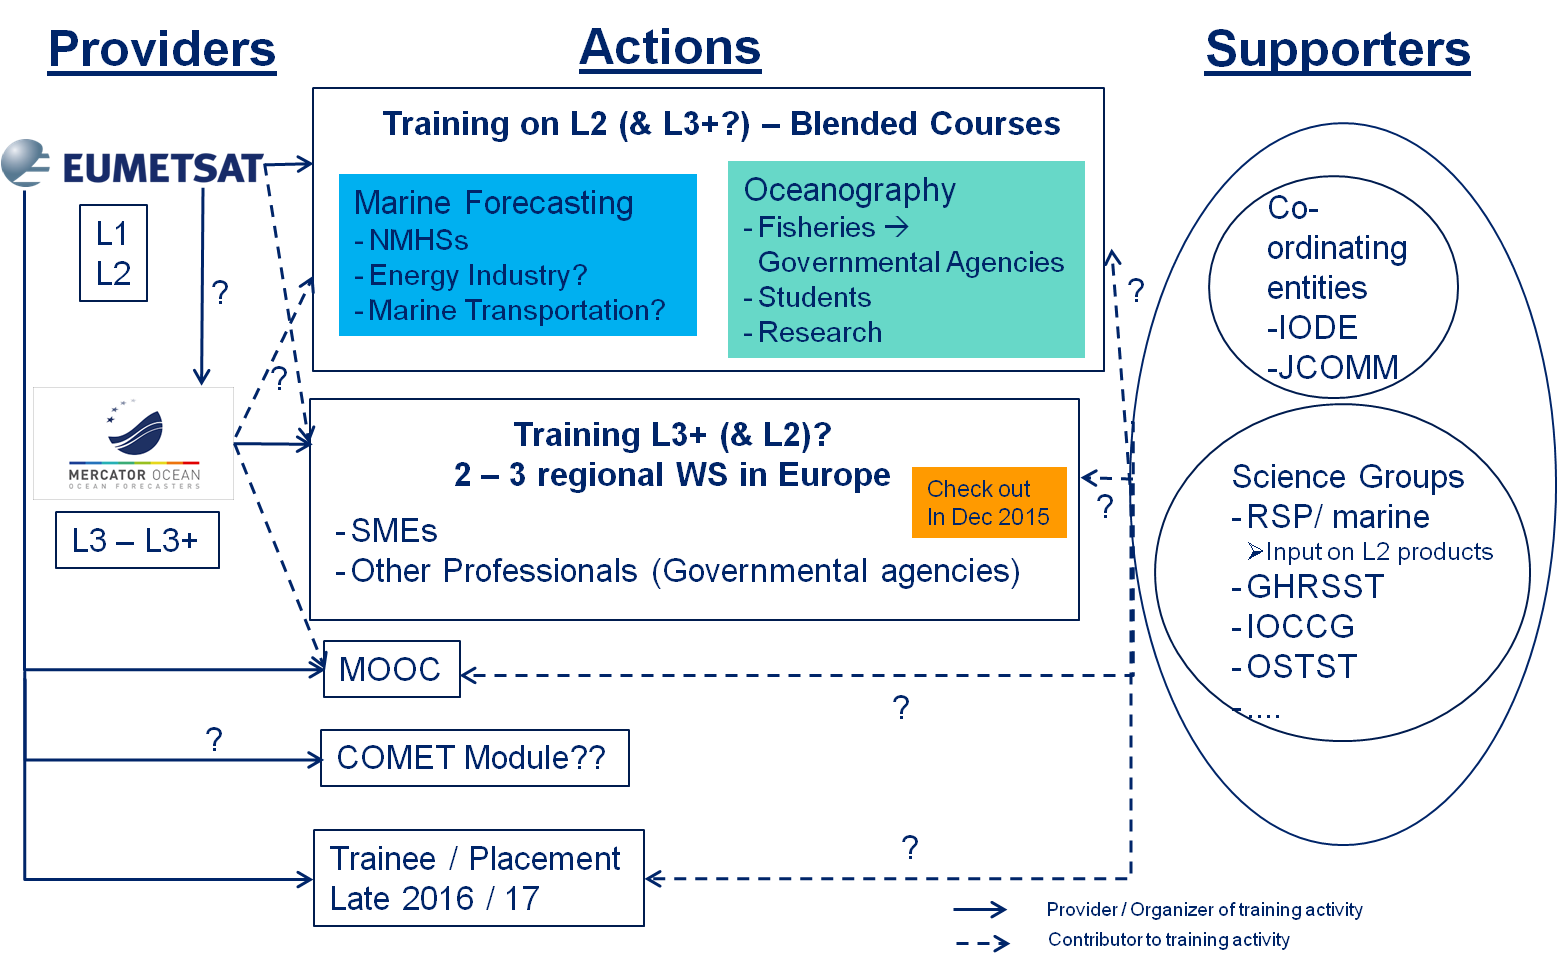 Providers
Actions
Supporters
EUMETSAT
L1
L2
?
MERCATOR OCEAN
OCEAN FORECASTERS
L3 – L3+
Training on L2 (& L3+?) – Blended Courses
Marine Forecasting
- NMHSs
- Energy Industry?
- Marine Transportation?
Oceanography
- Fisheries →
Governmental Agencies
- Students
- Research
?
?
Training L3+ (& L2)?
2 – 3 regional WS in Europe
Check out
In Dec 2015
- SMEs
- Other Professionals (Governmental agencies)
?
MOOC
?
?
COMET Module??
Trainee / Placement
Late 2016 / 17
?
Co-
ordinating
entities
-IODE
-JCOMM
Science Groups
- RSP/ marine
➢Input on L2 products
- GHRSST
- IOCCG
- OSTST
- ....
Provider / Organizer of training activity
Contributor to training activity